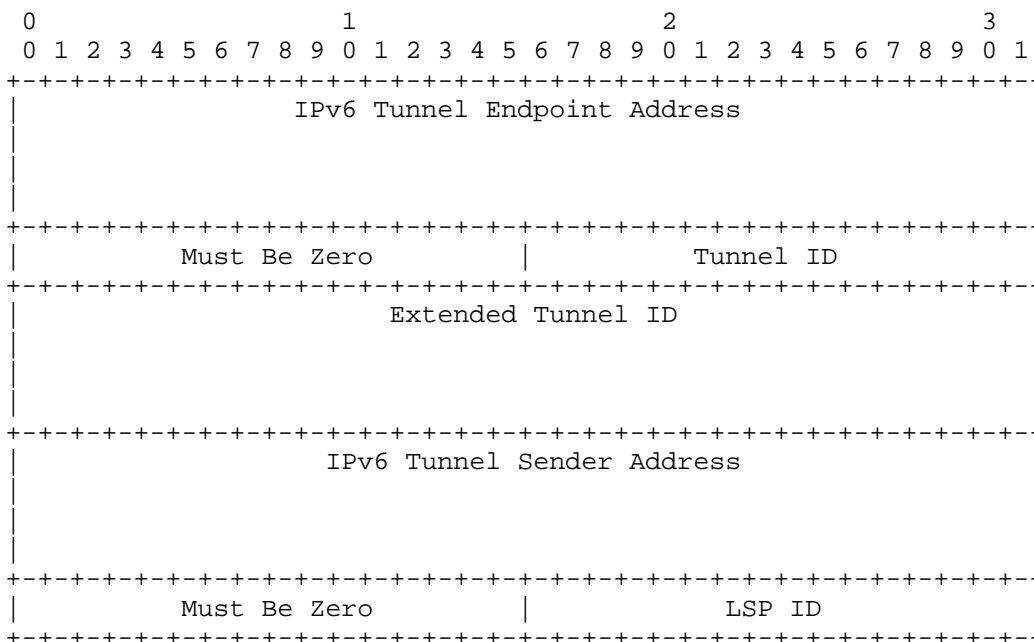 0                   1                   2                   3
0 1 2 3 4 5 6 7 8 9 0 1 2 3 4 5 6 7 8 9 0 1 2 3 4 5 6 7 8 9 0 1
+-+-+-+-+-+-+-+-+-+-+-+-+-+-+-+-+-+-+-+-+-+-+-+-+-+-+-+-+-+-+-+-
| IPv6 Tunnel Endpoint Address
|
|
|
+-+-+-+-+-+-+-+-+-+-+-+-+-+-+-+-+-+-+-+-+-+-+-+-+-+-+-+-+-+-+-+-
| Must Be Zero | Tunnel ID
+-+-+-+-+-+-+-+-+-+-+-+-+-+-+-+-+-+-+-+-+-+-+-+-+-+-+-+-+-+-+-+-
| Extended Tunnel ID
|
|
|
+-+-+-+-+-+-+-+-+-+-+-+-+-+-+-+-+-+-+-+-+-+-+-+-+-+-+-+-+-+-+-+-
| IPv6 Tunnel Sender Address
|
|
|
+-+-+-+-+-+-+-+-+-+-+-+-+-+-+-+-+-+-+-+-+-+-+-+-+-+-+-+-+-+-+-+-
| Must Be Zero | LSP ID
+-+-+-+-+-+-+-+-+-+-+-+-+-+-+-+-+-+-+-+-+-+-+-+-+-+-+-+-+-+-+-+-